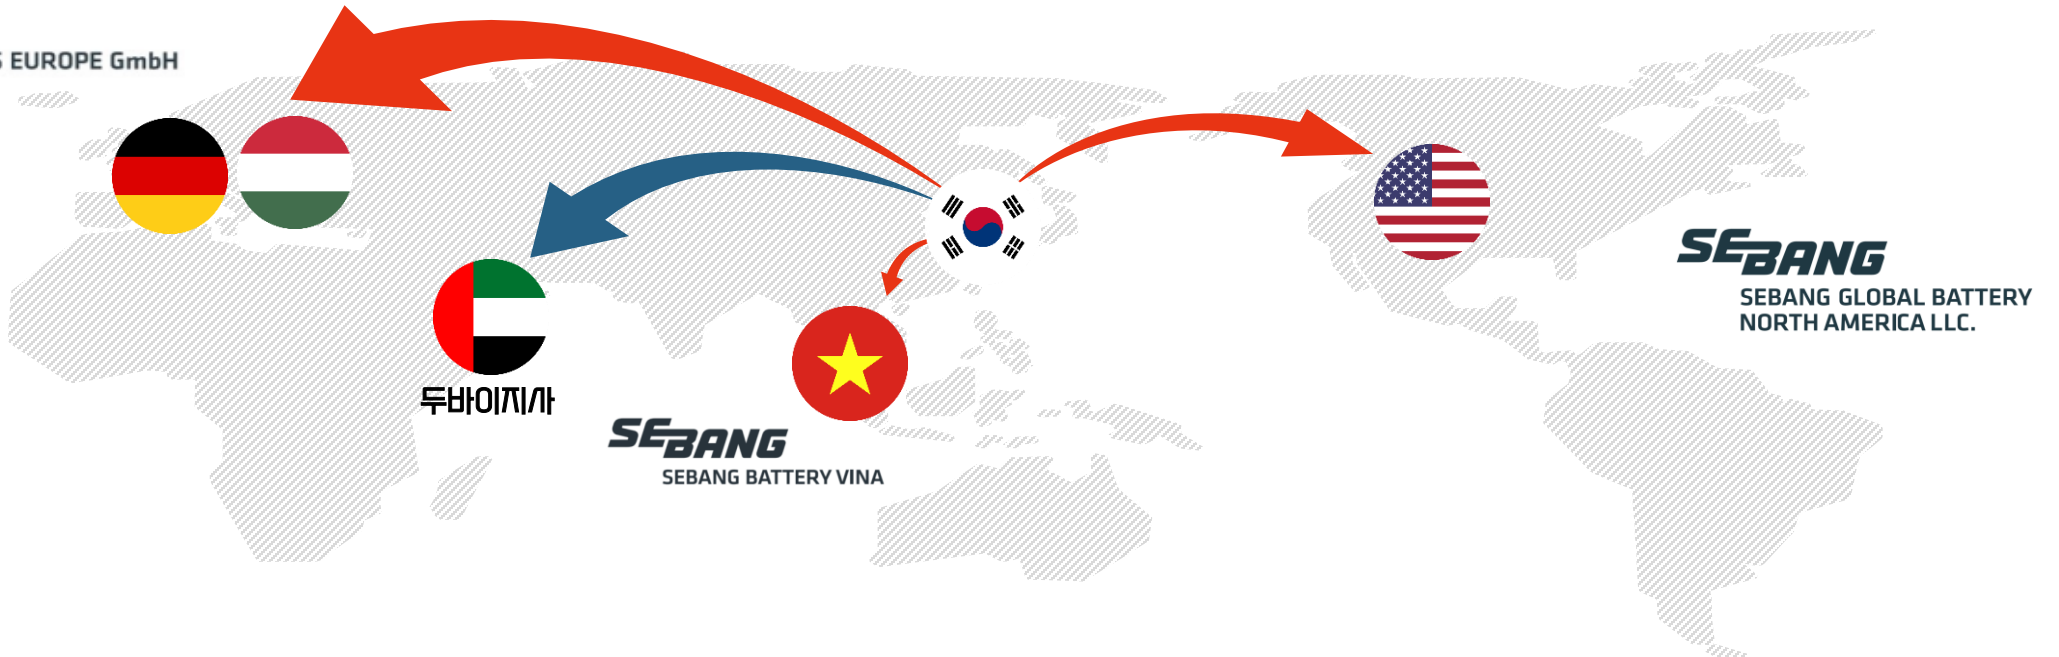 EUROPE GmbH
두바이지사
SEBANG
SEBANG BATTERY VINA
SEBANG
SEBANG GLOBAL BATTERY
NORTH AMERICA LLC.